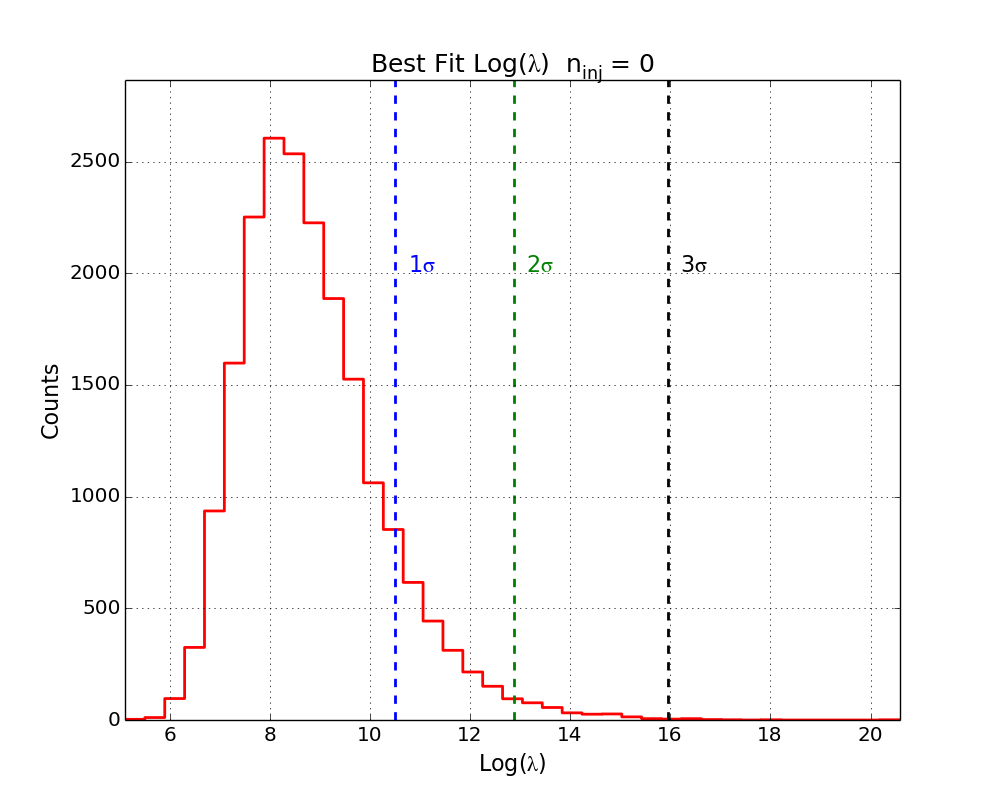 Best Fit Log(λ)  n_inj = 0
2500
2000
1500
1000
500
0
1σ
2σ
3σ
Counts
6 8 10 12 14 16 18 20
Log(λ)